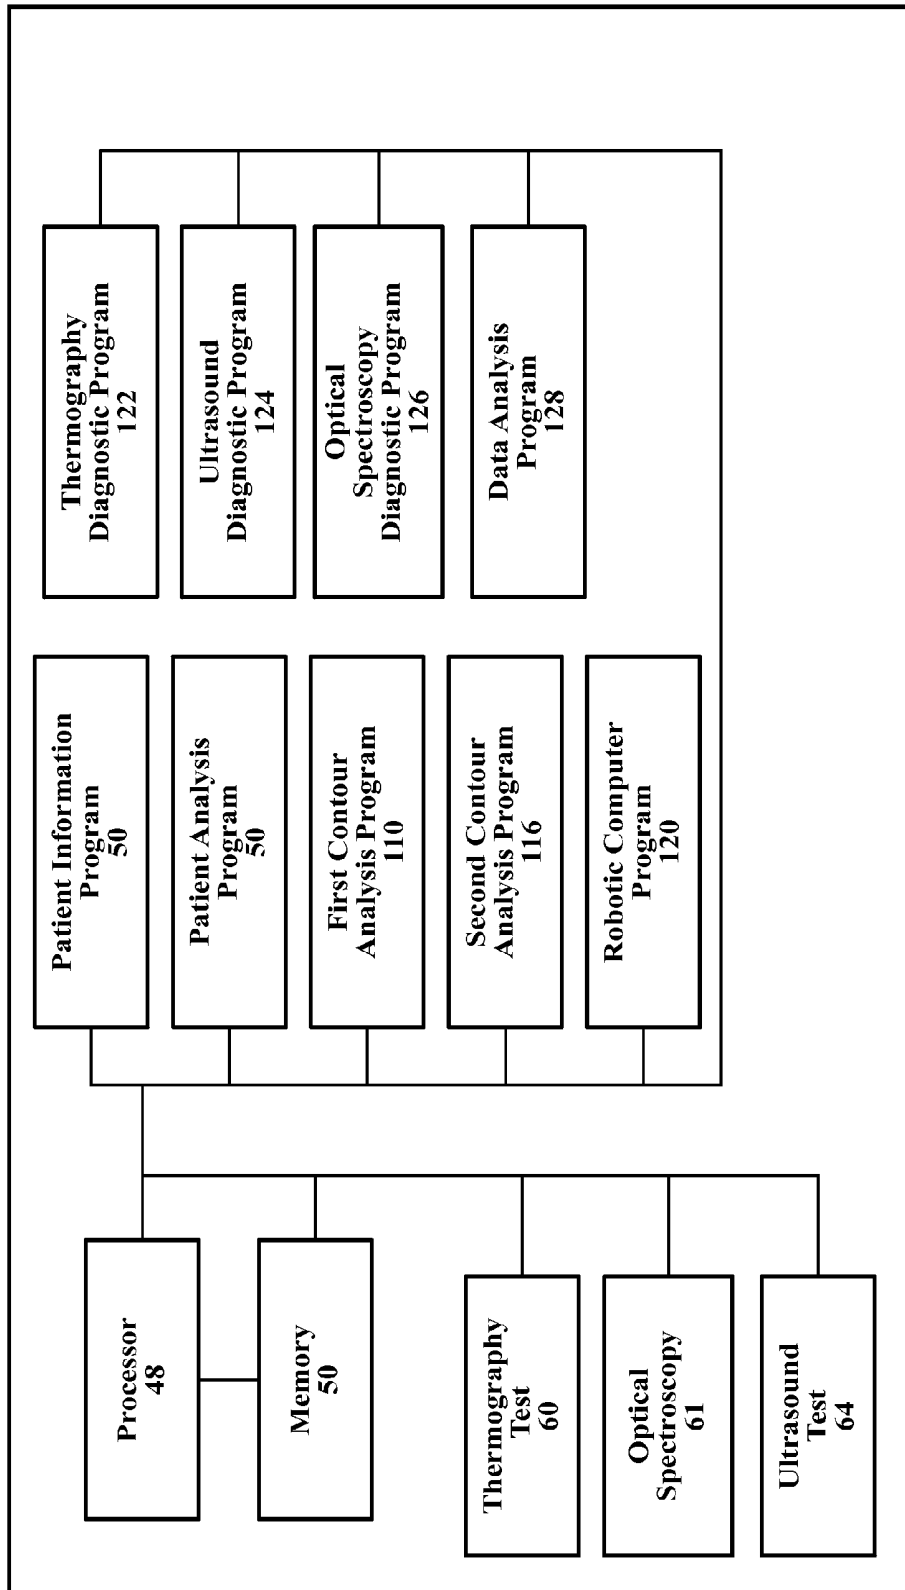 Processor
48
Memory
50
Thermography
Test
60
Optical
Spectroscopy
61
Ultrasound
Test
64
Patient Information
Program
50
Patient Analysis
Program
50
First Contour
Analysis Program
110
Second Contour
Analysis Program
116
Robotic Computer
Program
120
Thermography
Diagnostic Program
122
Ultrasound
Diagnostic Program
124
Optical
Spectroscopy
Diagnostic Program
126
Data Analysis
Program
128